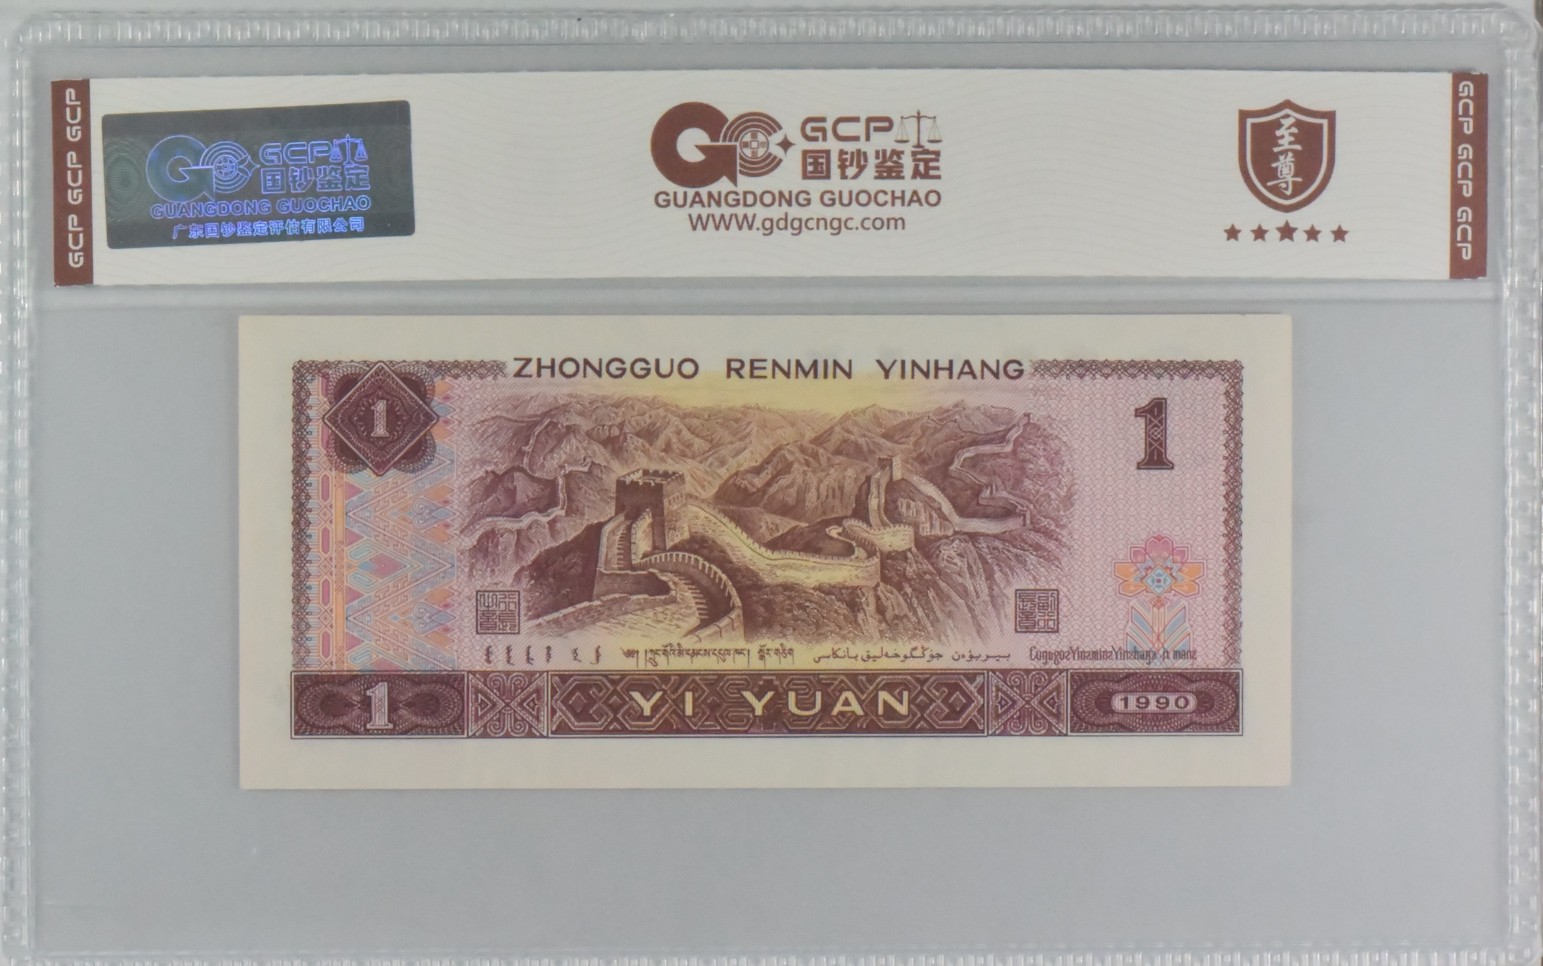 GCP GCP GCP
GCP
国钞鉴定
GUANGDONG GUOCHAO
广东国钞鉴定评估有限公司
GCP
国钞鉴定
GUANGDONG GUOCHAO
WWW.gdgcngc.com
至尊
GCP GCP GCP
ZHONGGUO RENMIN YINHANG
1
1
1 YI YUAN 1990